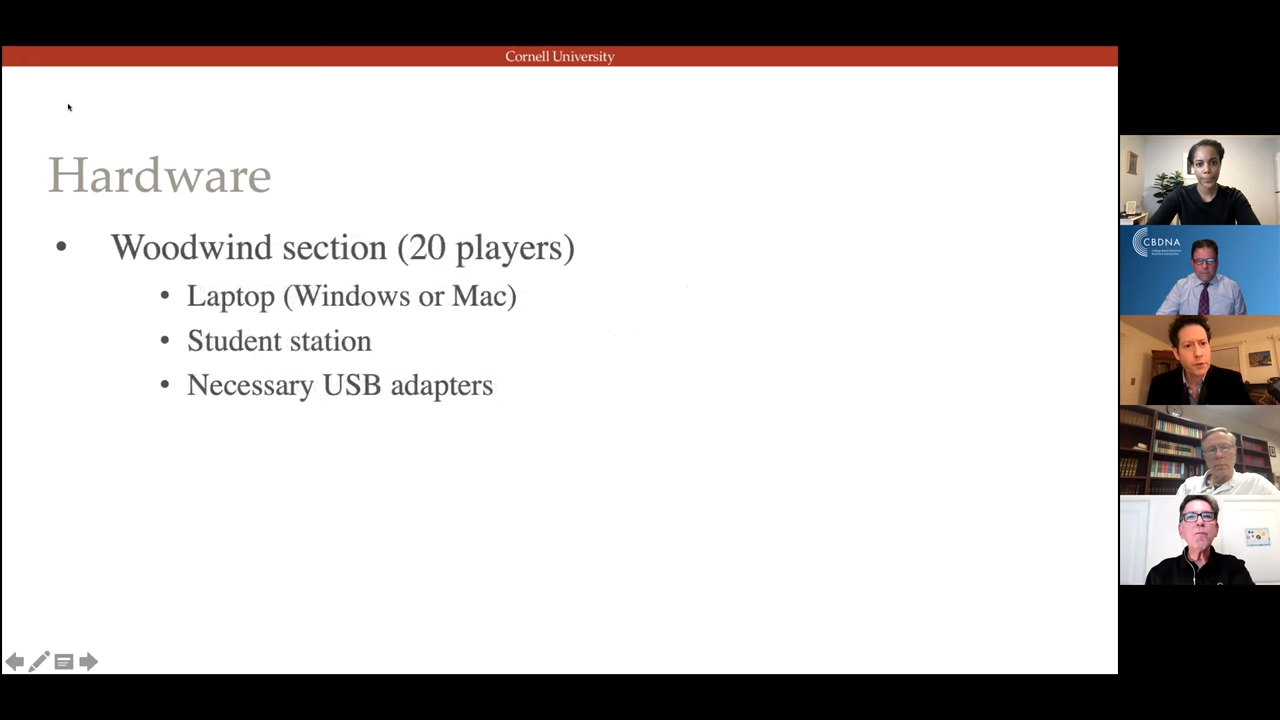 Cornell University
Hardware
• Woodwind section (20 players)
• Laptop (Windows or Mac)
• Student station
• Necessary USB adapters
CBDNA